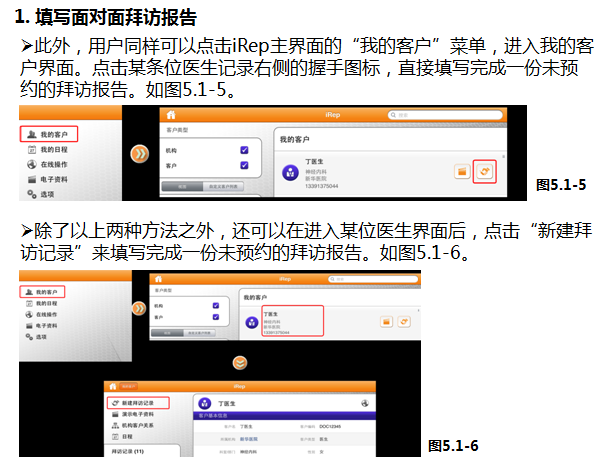 1. 填写面对面拜访报告
➢此外，用户同样可以点击iRep主界面的“我的客户”菜单，进入我的客
户界面。点击某条位医生记录右侧的握手图标，直接填写完成一份未预
约的拜访报告。如图5.1-5。
我的客户
我的日程
在线操作
电子资料
选项
iRep
搜索
客户类型
机构
客户
我的客户
丁医生
神经内科
新华医院
13391375044
图5.1-5
➢除了以上两种方法之外，还可以在进入某位医生界面后，点击“新建拜
访记录”来填写完成一份未预约的拜访报告。如图5.1-6。
我的客户
我的日程
在线操作
电子资料
选项
iRep
搜索
客户类型
机构
客户
我的客户
丁医生
神经内科
新华医院
13391375044
iRep
新建拜访记录
演示电子资料
机构客户关系
日程
拜访记录 (11)
丁医生
客户基本信息
丁医生
DOC12345
新华医院
医生
神经内科
图5.1-6